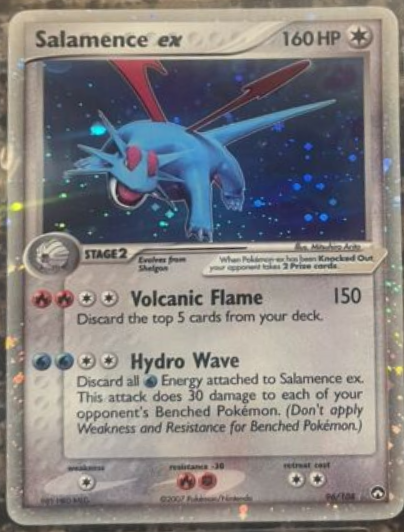 Salamence ex 160 HP
Illus. Mitsuhiro Arita
STAGE2 Evolves from Shelgon
When Pokémon-ex has been Knocked Out
your opponent takes 2 Prize cards.
Volcanic Flame 150
Discard the top 5 cards from your deck.
Hydro Wave
Discard all Energy attached to Salamence ex.
This attack does 30 damage to each of your
opponent's Benched Pokémon. (Don't apply
Weakness and Resistance for Benched Pokémon.)
weakness resistance -30 retreat cost
©2007 Pokémon/Nintendo 96/108